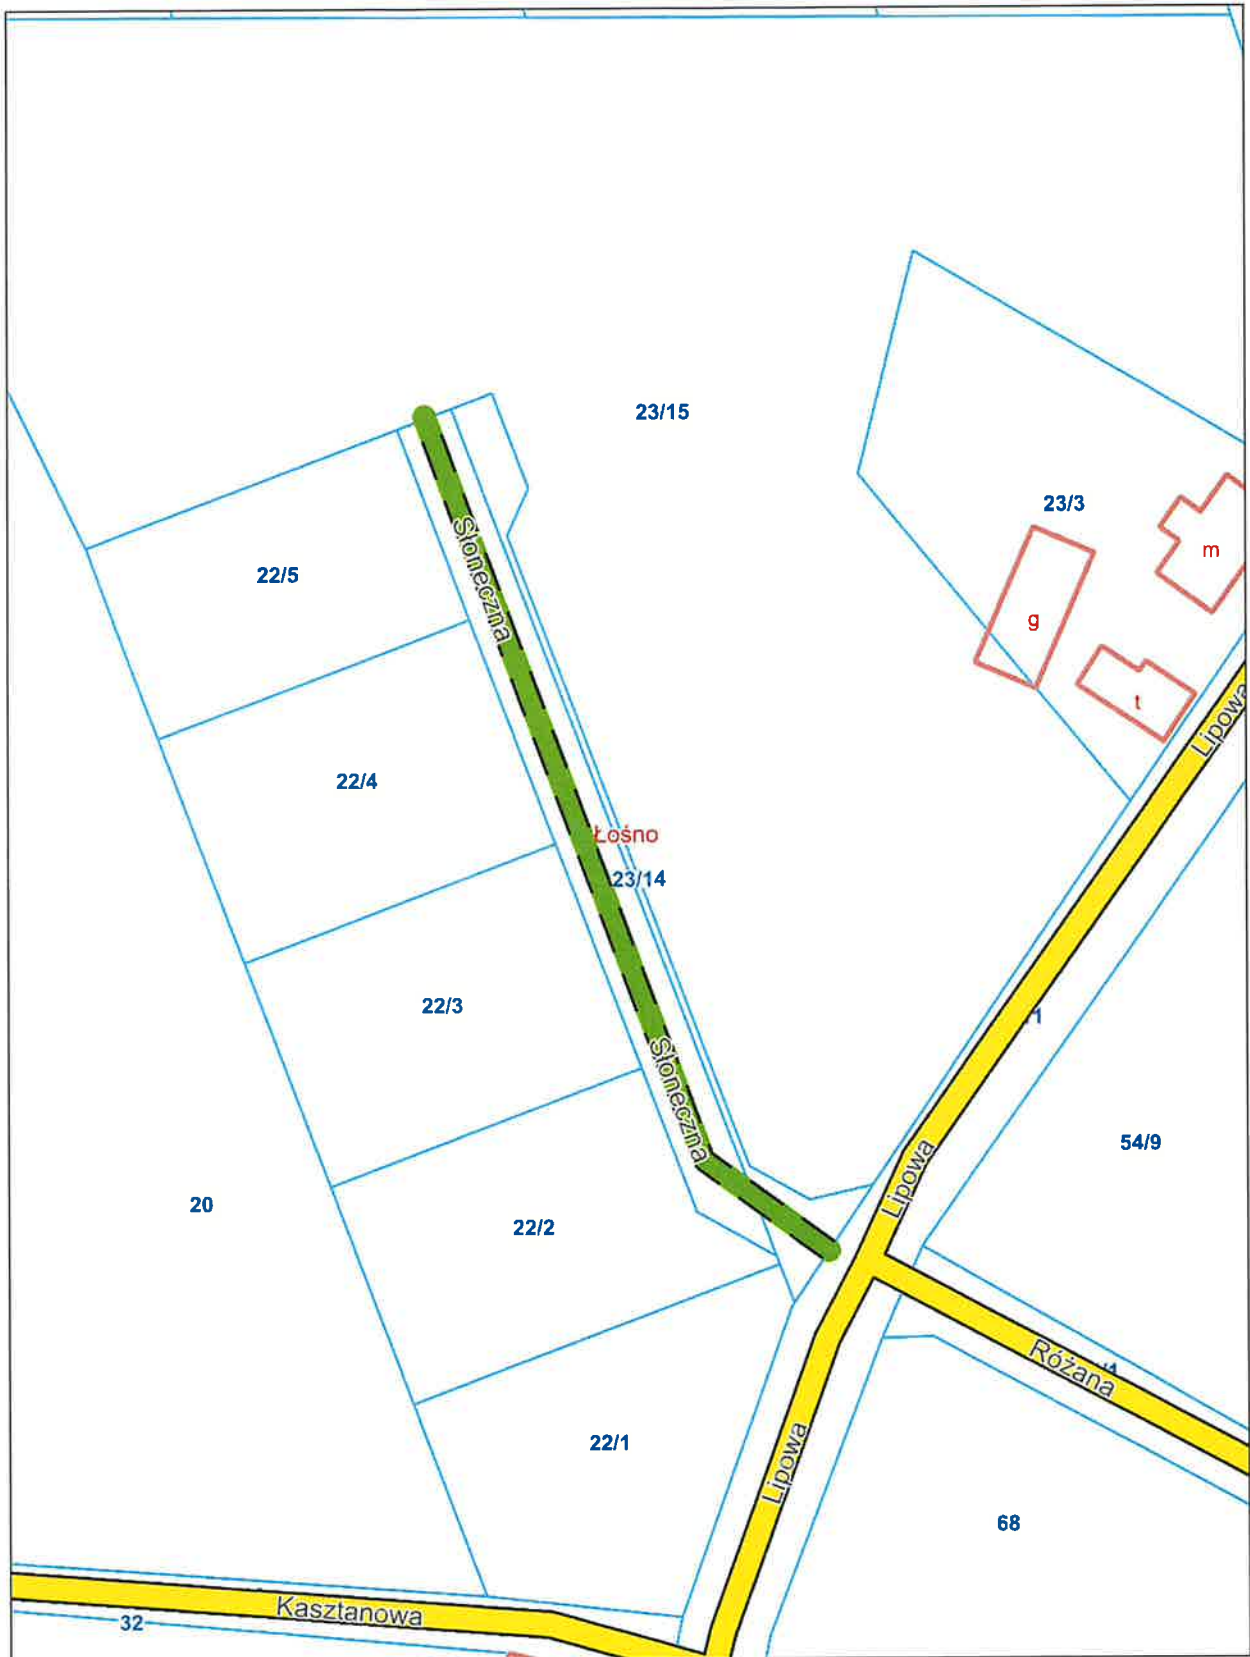 23/15
23/3
m
Słoneczna
22/5
g
t
Lipowa
22/4
Łośno
23/14
22/3
/1
Słoneczna
54/9
Lipowa
20
22/2
Różana
22/1
Lipowa
68
Kasztanowa
32